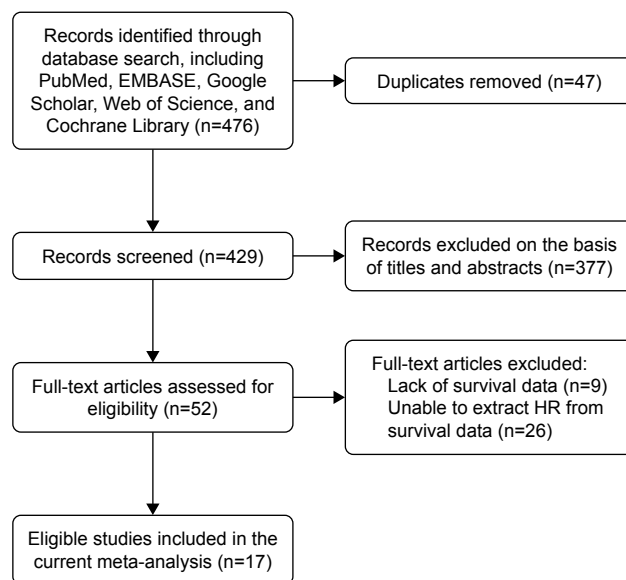 Records identified through
database search, including
PubMed, EMBASE, Google
Scholar, Web of Science, and
Cochrane Library (n=476)
Duplicates removed (n=47)
Records screened (n=429)
Records excluded on the basis
of titles and abstracts (n=377)
Full-text articles assessed for
eligibility (n=52)
Full-text articles excluded:
Lack of survival data (n=9)
Unable to extract HR from
survival data (n=26)
Eligible studies included in the
current meta-analysis (n=17)